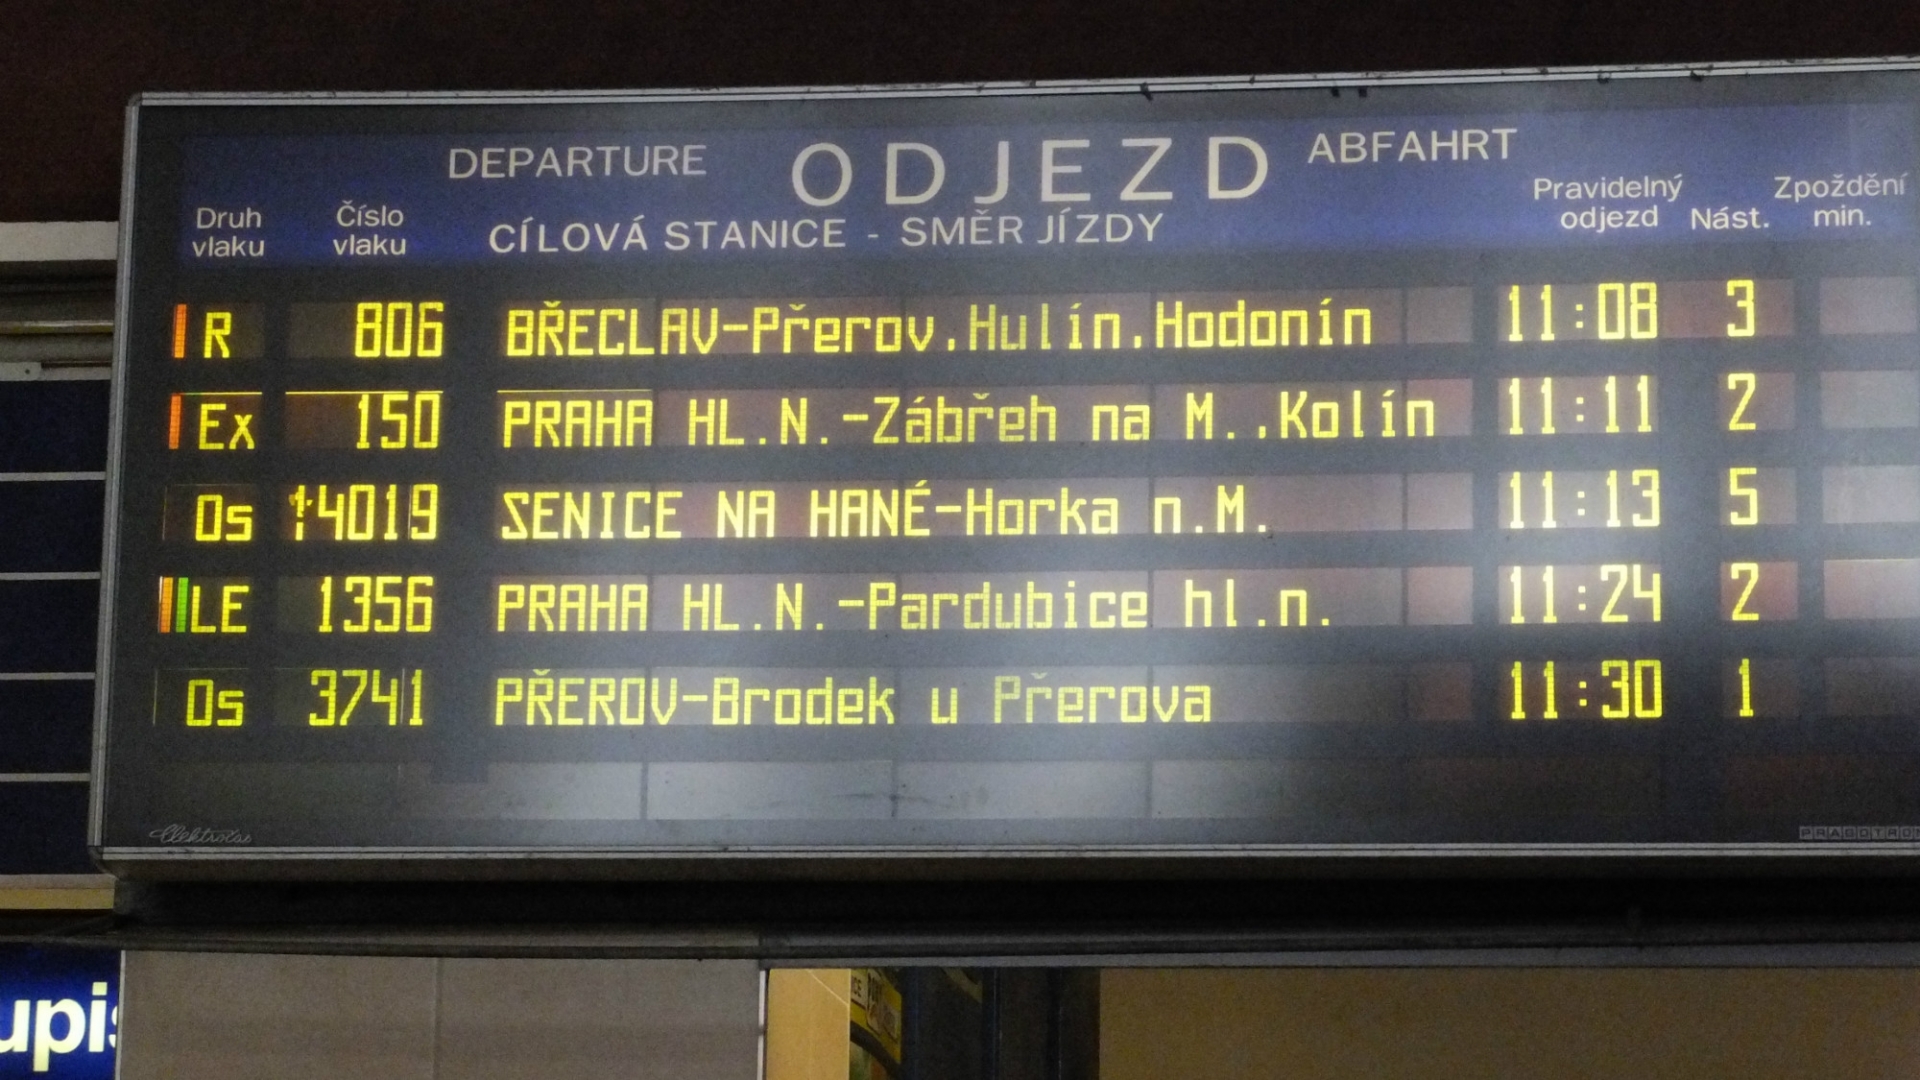 DEPARTURE ODJEZD ABFAHRT
Druh vlaku Číslo vlaku CÍLOVÁ STANICE - SMĚR JÍZDY Pravidelný odjezd Nást. Zpoždění min.
R 806 BŘECLAV-Přerov,Hulín,Hodonín 11:08 3
Ex 150 PRAHA HL.N.-Zábřeh na M.,Kolín 11:11 2
Os 14019 SENICE NA HANÉ-Horka n.M. 11:13 5
LE 1356 PRAHA HL.N.-Pardubice hl.n. 11:24 2
Os 3741 PŘEROV-Brodek u Přerova 11:30 1
Elektročas